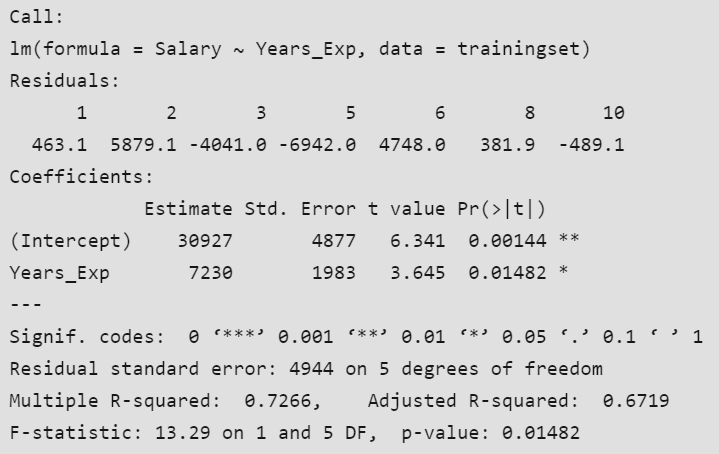 Call:
lm(formula = Salary ~ Years_Exp, data = trainingset)
Residuals:
      1       2       3       5       6       8      10
  463.1  5879.1 -4041.0 -6942.0  4748.0   381.9  -489.1
Coefficients:
            Estimate Std. Error t value Pr(>|t|)
(Intercept)    30927       4877   6.341  0.00144 **
Years_Exp       7230       1983   3.645  0.01482 *
---
Signif. codes:  0 ‘***’ 0.001 ‘**’ 0.01 ‘*’ 0.05 ‘.’ 0.1 ‘ ’ 1
Residual standard error: 4944 on 5 degrees of freedom
Multiple R-squared:  0.7266,    Adjusted R-squared:  0.6719
F-statistic: 13.29 on 1 and 5 DF,  p-value: 0.01482